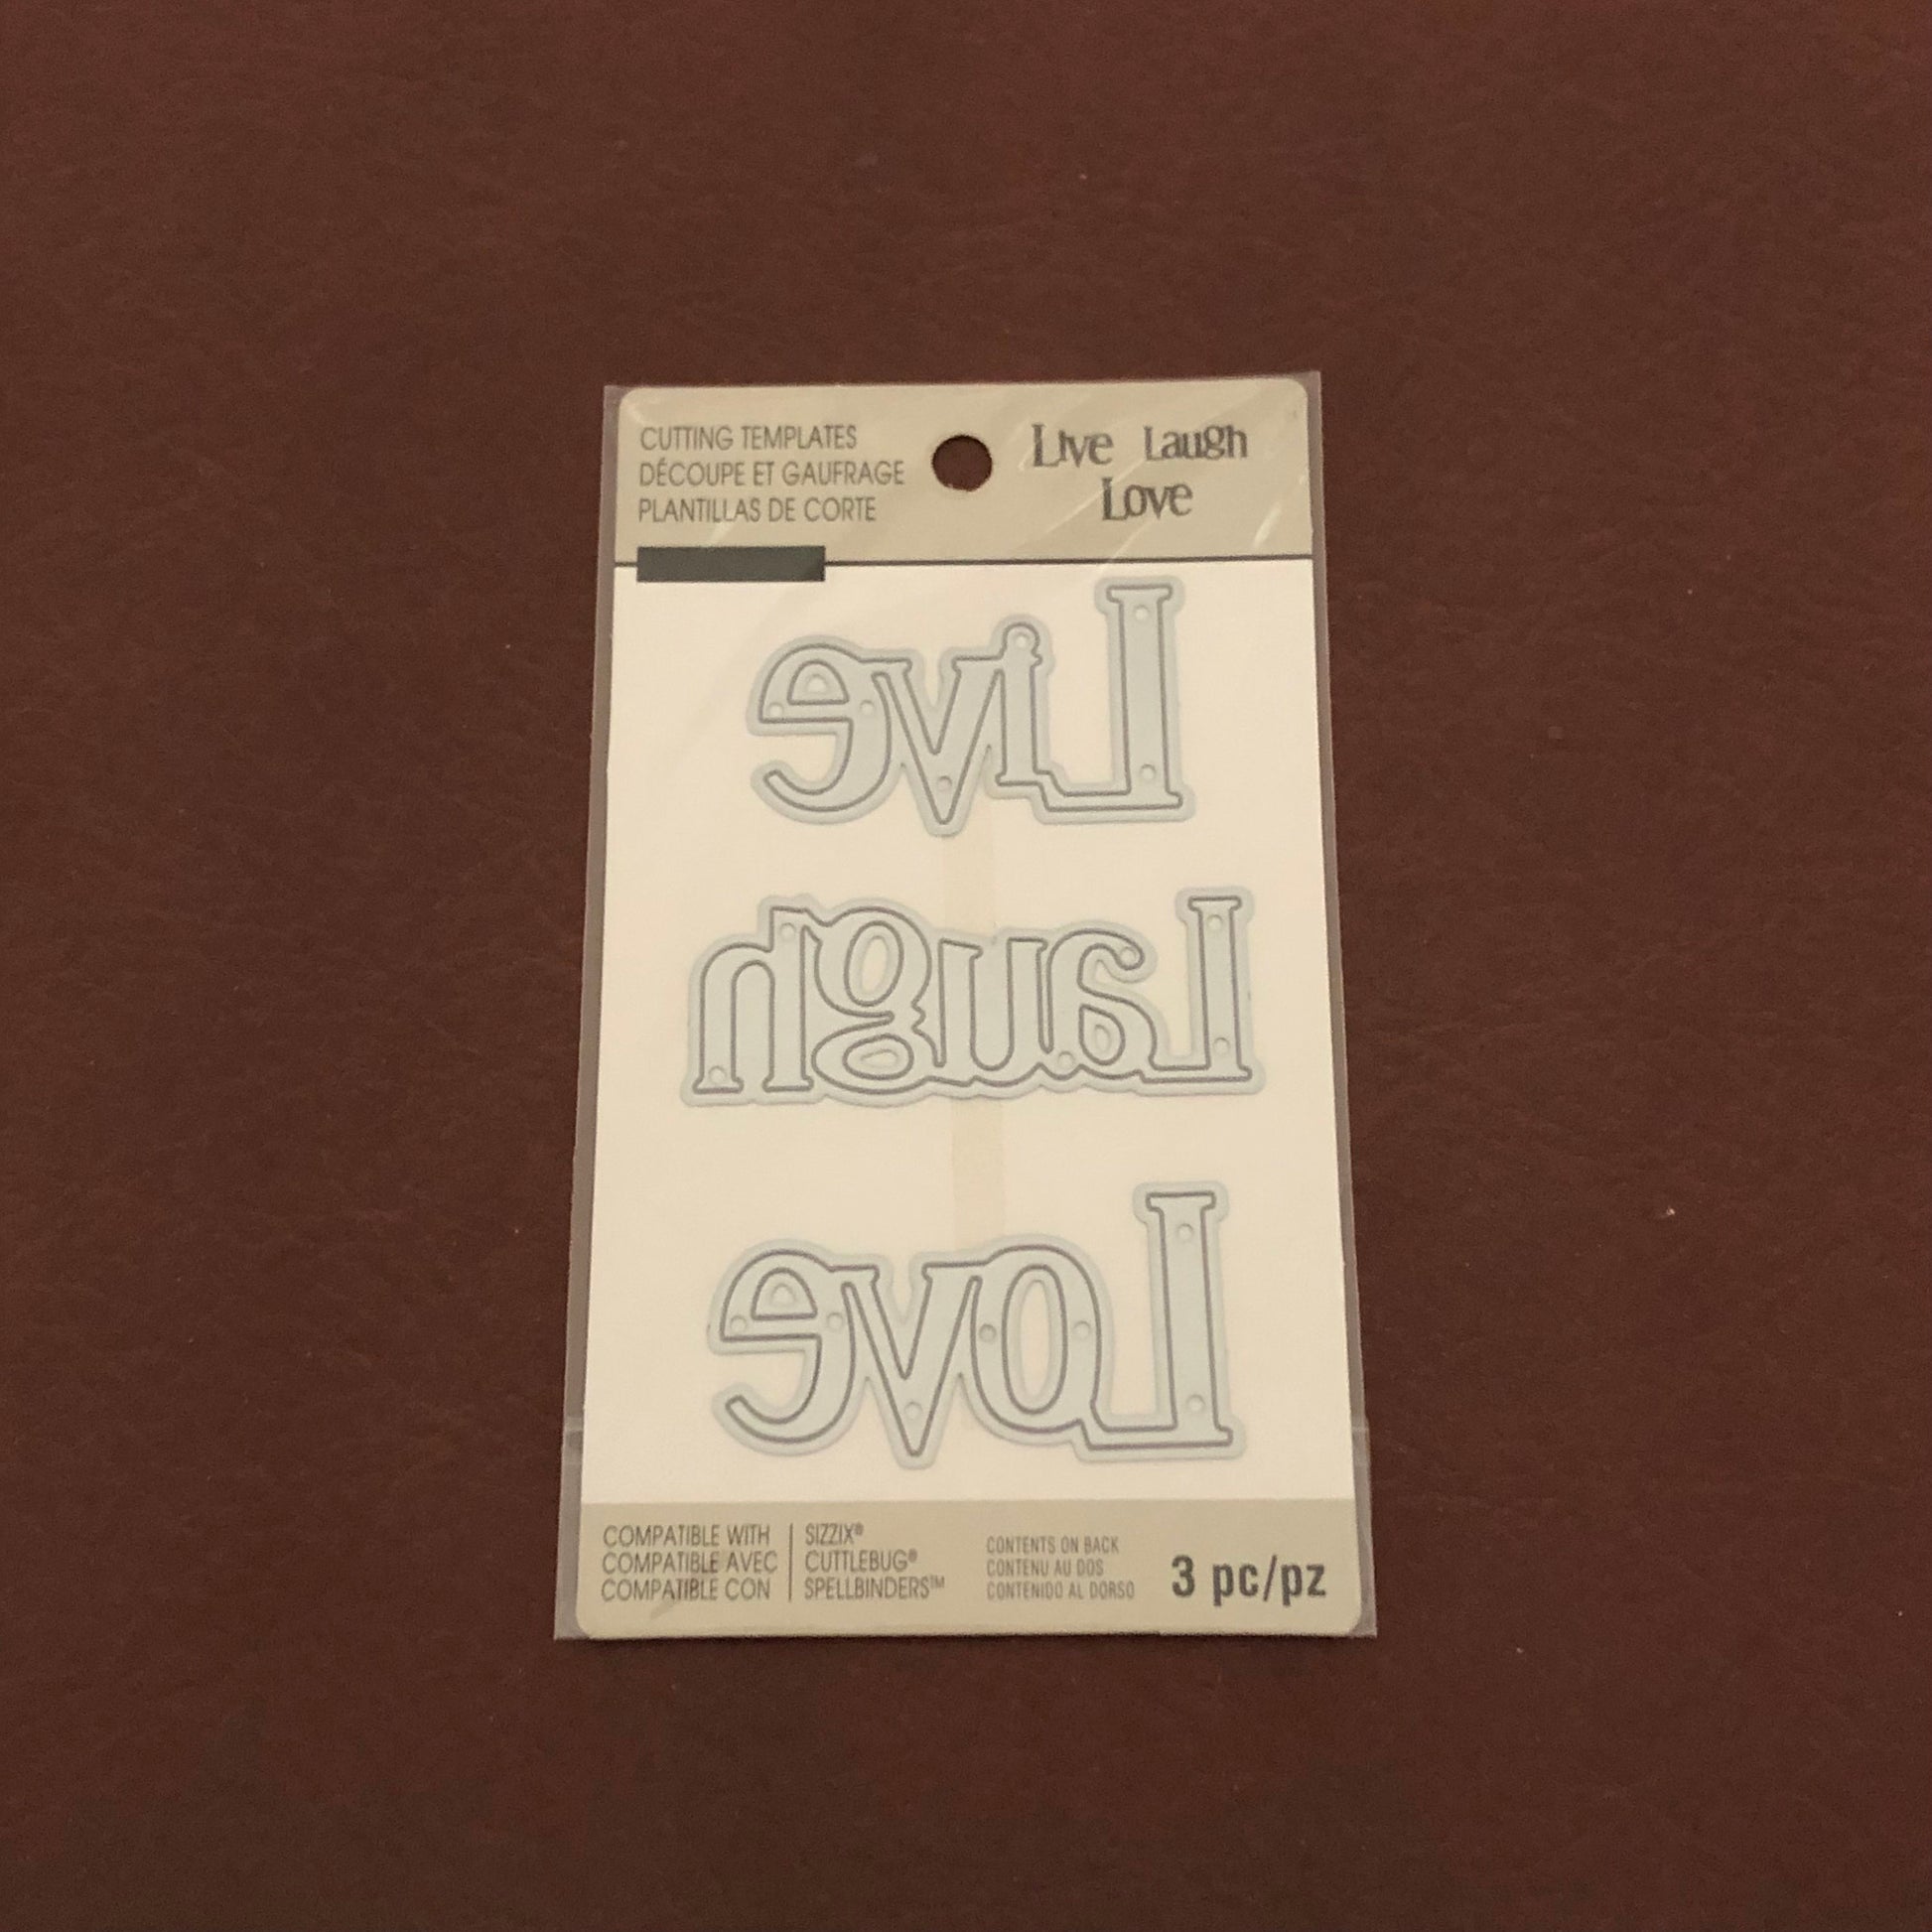 CUTTING TEMPLATES
DÉCOUPE ET GAUFRAGE
PLANTILLAS DE CORTE
Live Laugh
Love
Live
Laugh
Love
COMPATIBLE WITH
COMPATIBLE AVEC
COMPATIBLE CON
SIZZIX®
CUTTLEBUG®
SPELLBINDERS™
CONTENTS ON BACK
CONTENU AU DOS
CONTENIDO AL DORSO
3 pc/pz